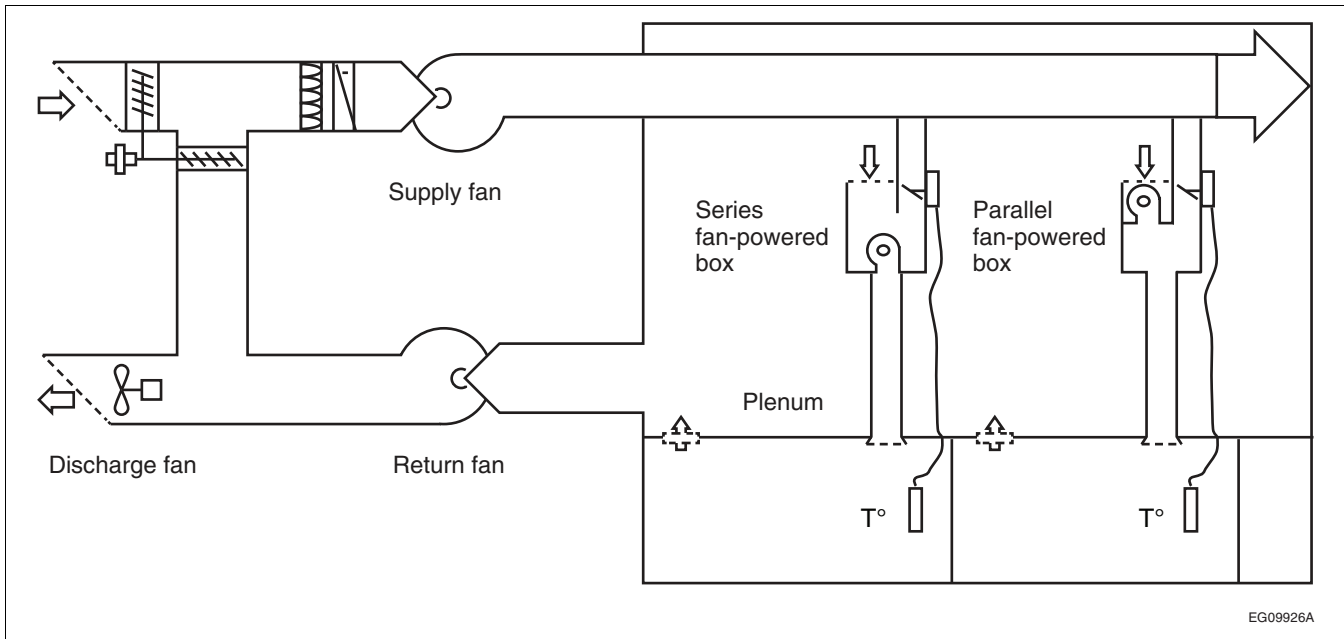 Supply fan
Series
fan-powered
box
Parallel
fan-powered
box
Plenum
Discharge fan
Return fan
T°
T°
EG09926A